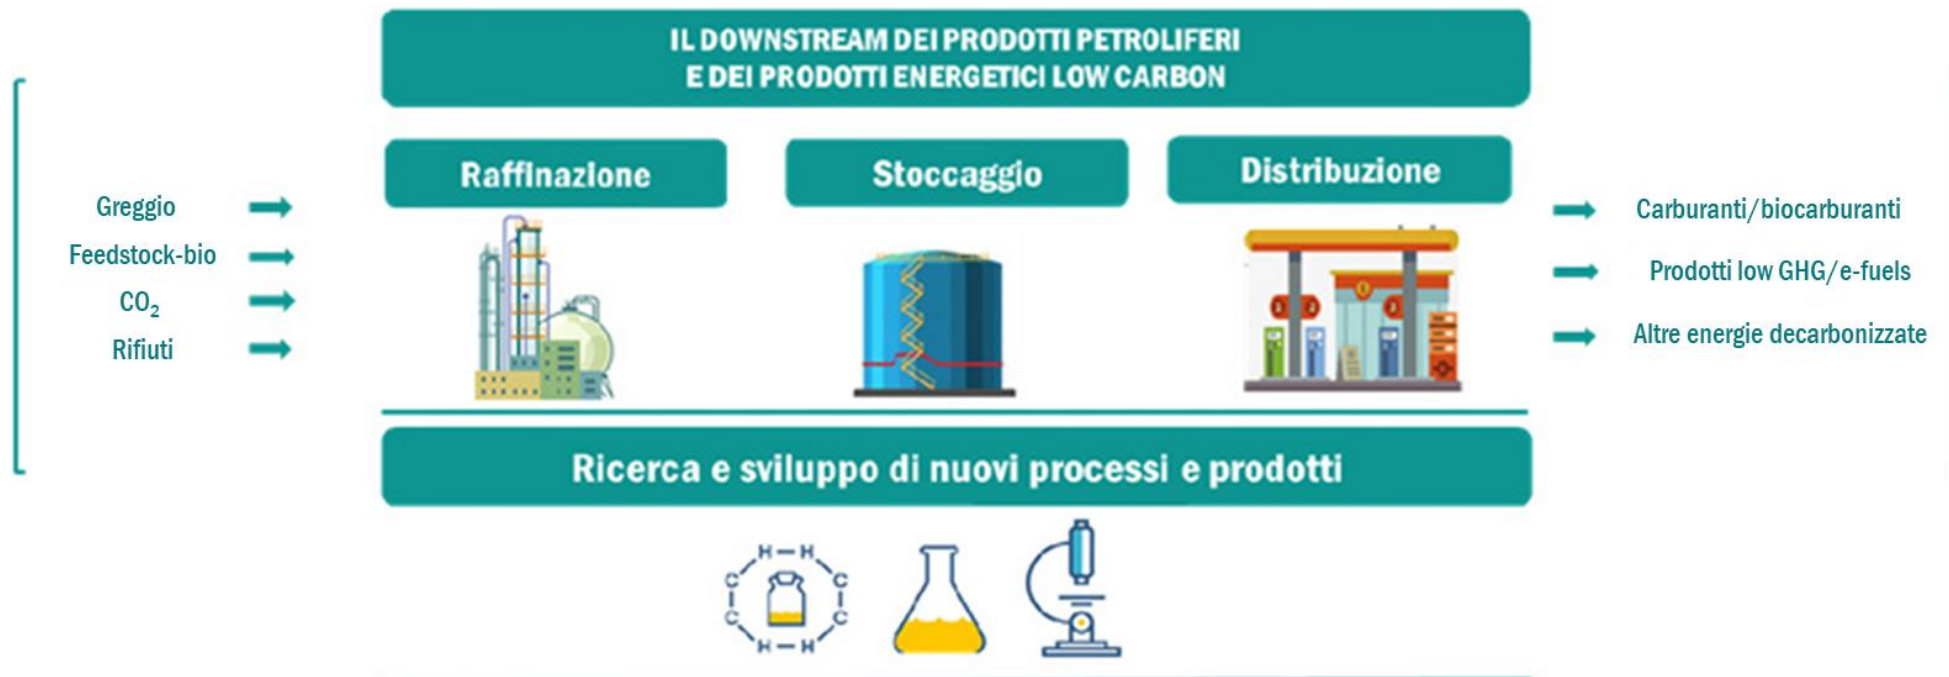 IL DOWNSTREAM DEI PRODOTTI PETROLIFERI
E DEI PRODOTTI ENERGETICI LOW CARBON
Raffinazione
Stoccaggio
Distribuzione
Greggio
Feedstock-bio
CO₂
Rifiuti
Carburanti/biocarburanti
Prodotti low GHG/e-fuels
Altre energie decarbonizzate
Ricerca e sviluppo di nuovi processi e prodotti
H—H
C C
C C
H—H